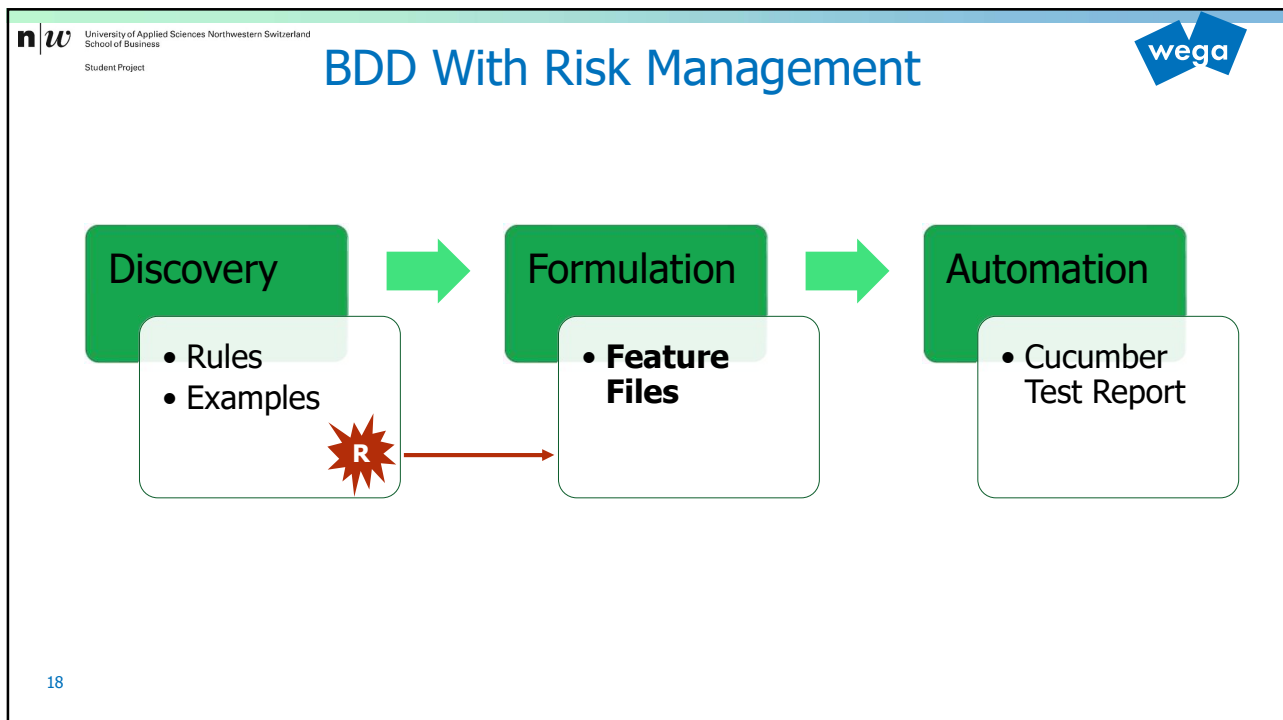 n|w University of Applied Sciences Northwestern Switzerland
School of Business
Student Project
BDD With Risk Management
wega
Discovery
• Rules
• Examples
R
Formulation
• Feature
Files
Automation
• Cucumber
Test Report
18